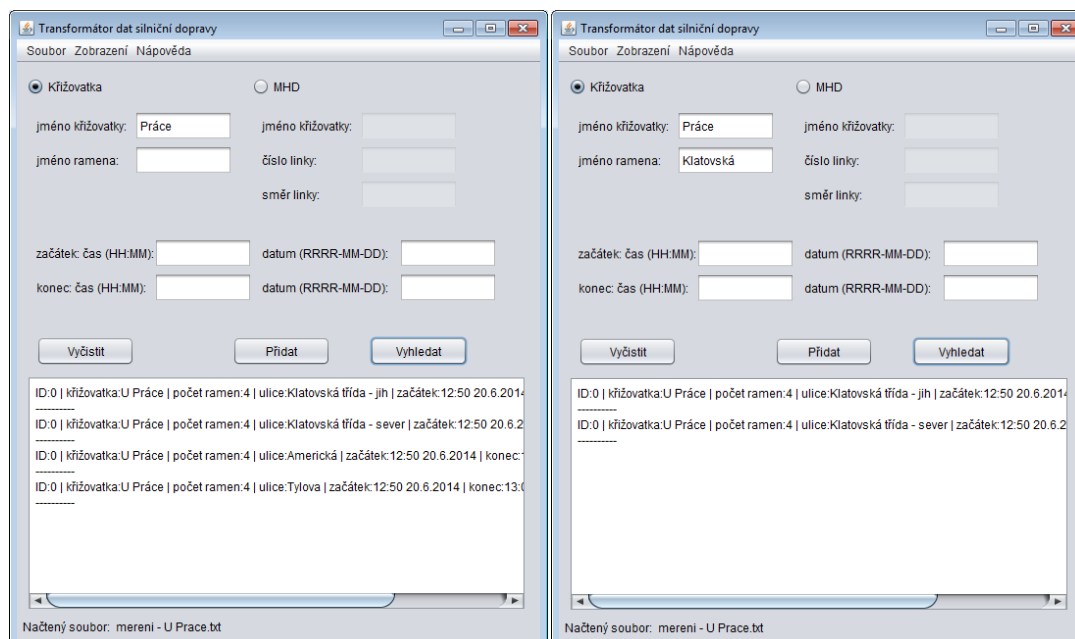 Transformátor dat silniční dopravy
Soubor Zobrazení Nápověda
Křižovatka MHD
jméno křižovatky: Práce jméno křižovatky:
jméno ramena: číslo linky:
směr linky:
začátek: čas (HH:MM): datum (RRRR-MM-DD):
konec: čas (HH:MM): datum (RRRR-MM-DD):
Vyčistit Přidat Vyhledat
ID:0 | křižovatka:U Práce | počet ramen:4 | ulice:Klatovská třída - jih | začátek:12:50 20.6.2014
----------
ID:0 | křižovatka:U Práce | počet ramen:4 | ulice:Klatovská třída - sever | začátek:12:50 20.6.2
----------
ID:0 | křižovatka:U Práce | počet ramen:4 | ulice:Americká | začátek:12:50 20.6.2014 | konec:1
----------
ID:0 | křižovatka:U Práce | počet ramen:4 | ulice:Tylova | začátek:12:50 20.6.2014 | konec:13:0
----------
Načtený soubor: mereni - U Prace.txt
Transformátor dat silniční dopravy
Soubor Zobrazení Nápověda
Křižovatka MHD
jméno křižovatky: Práce jméno křižovatky:
jméno ramena: Klatovská číslo linky:
směr linky:
začátek: čas (HH:MM): datum (RRRR-MM-DD):
konec: čas (HH:MM): datum (RRRR-MM-DD):
Vyčistit Přidat Vyhledat
ID:0 | křižovatka:U Práce | počet ramen:4 | ulice:Klatovská třída - jih | začátek:12:50 20.6.2014
----------
ID:0 | křižovatka:U Práce | počet ramen:4 | ulice:Klatovská třída - sever | začátek:12:50 20.6.2
----------
Načtený soubor: mereni - U Prace.txt